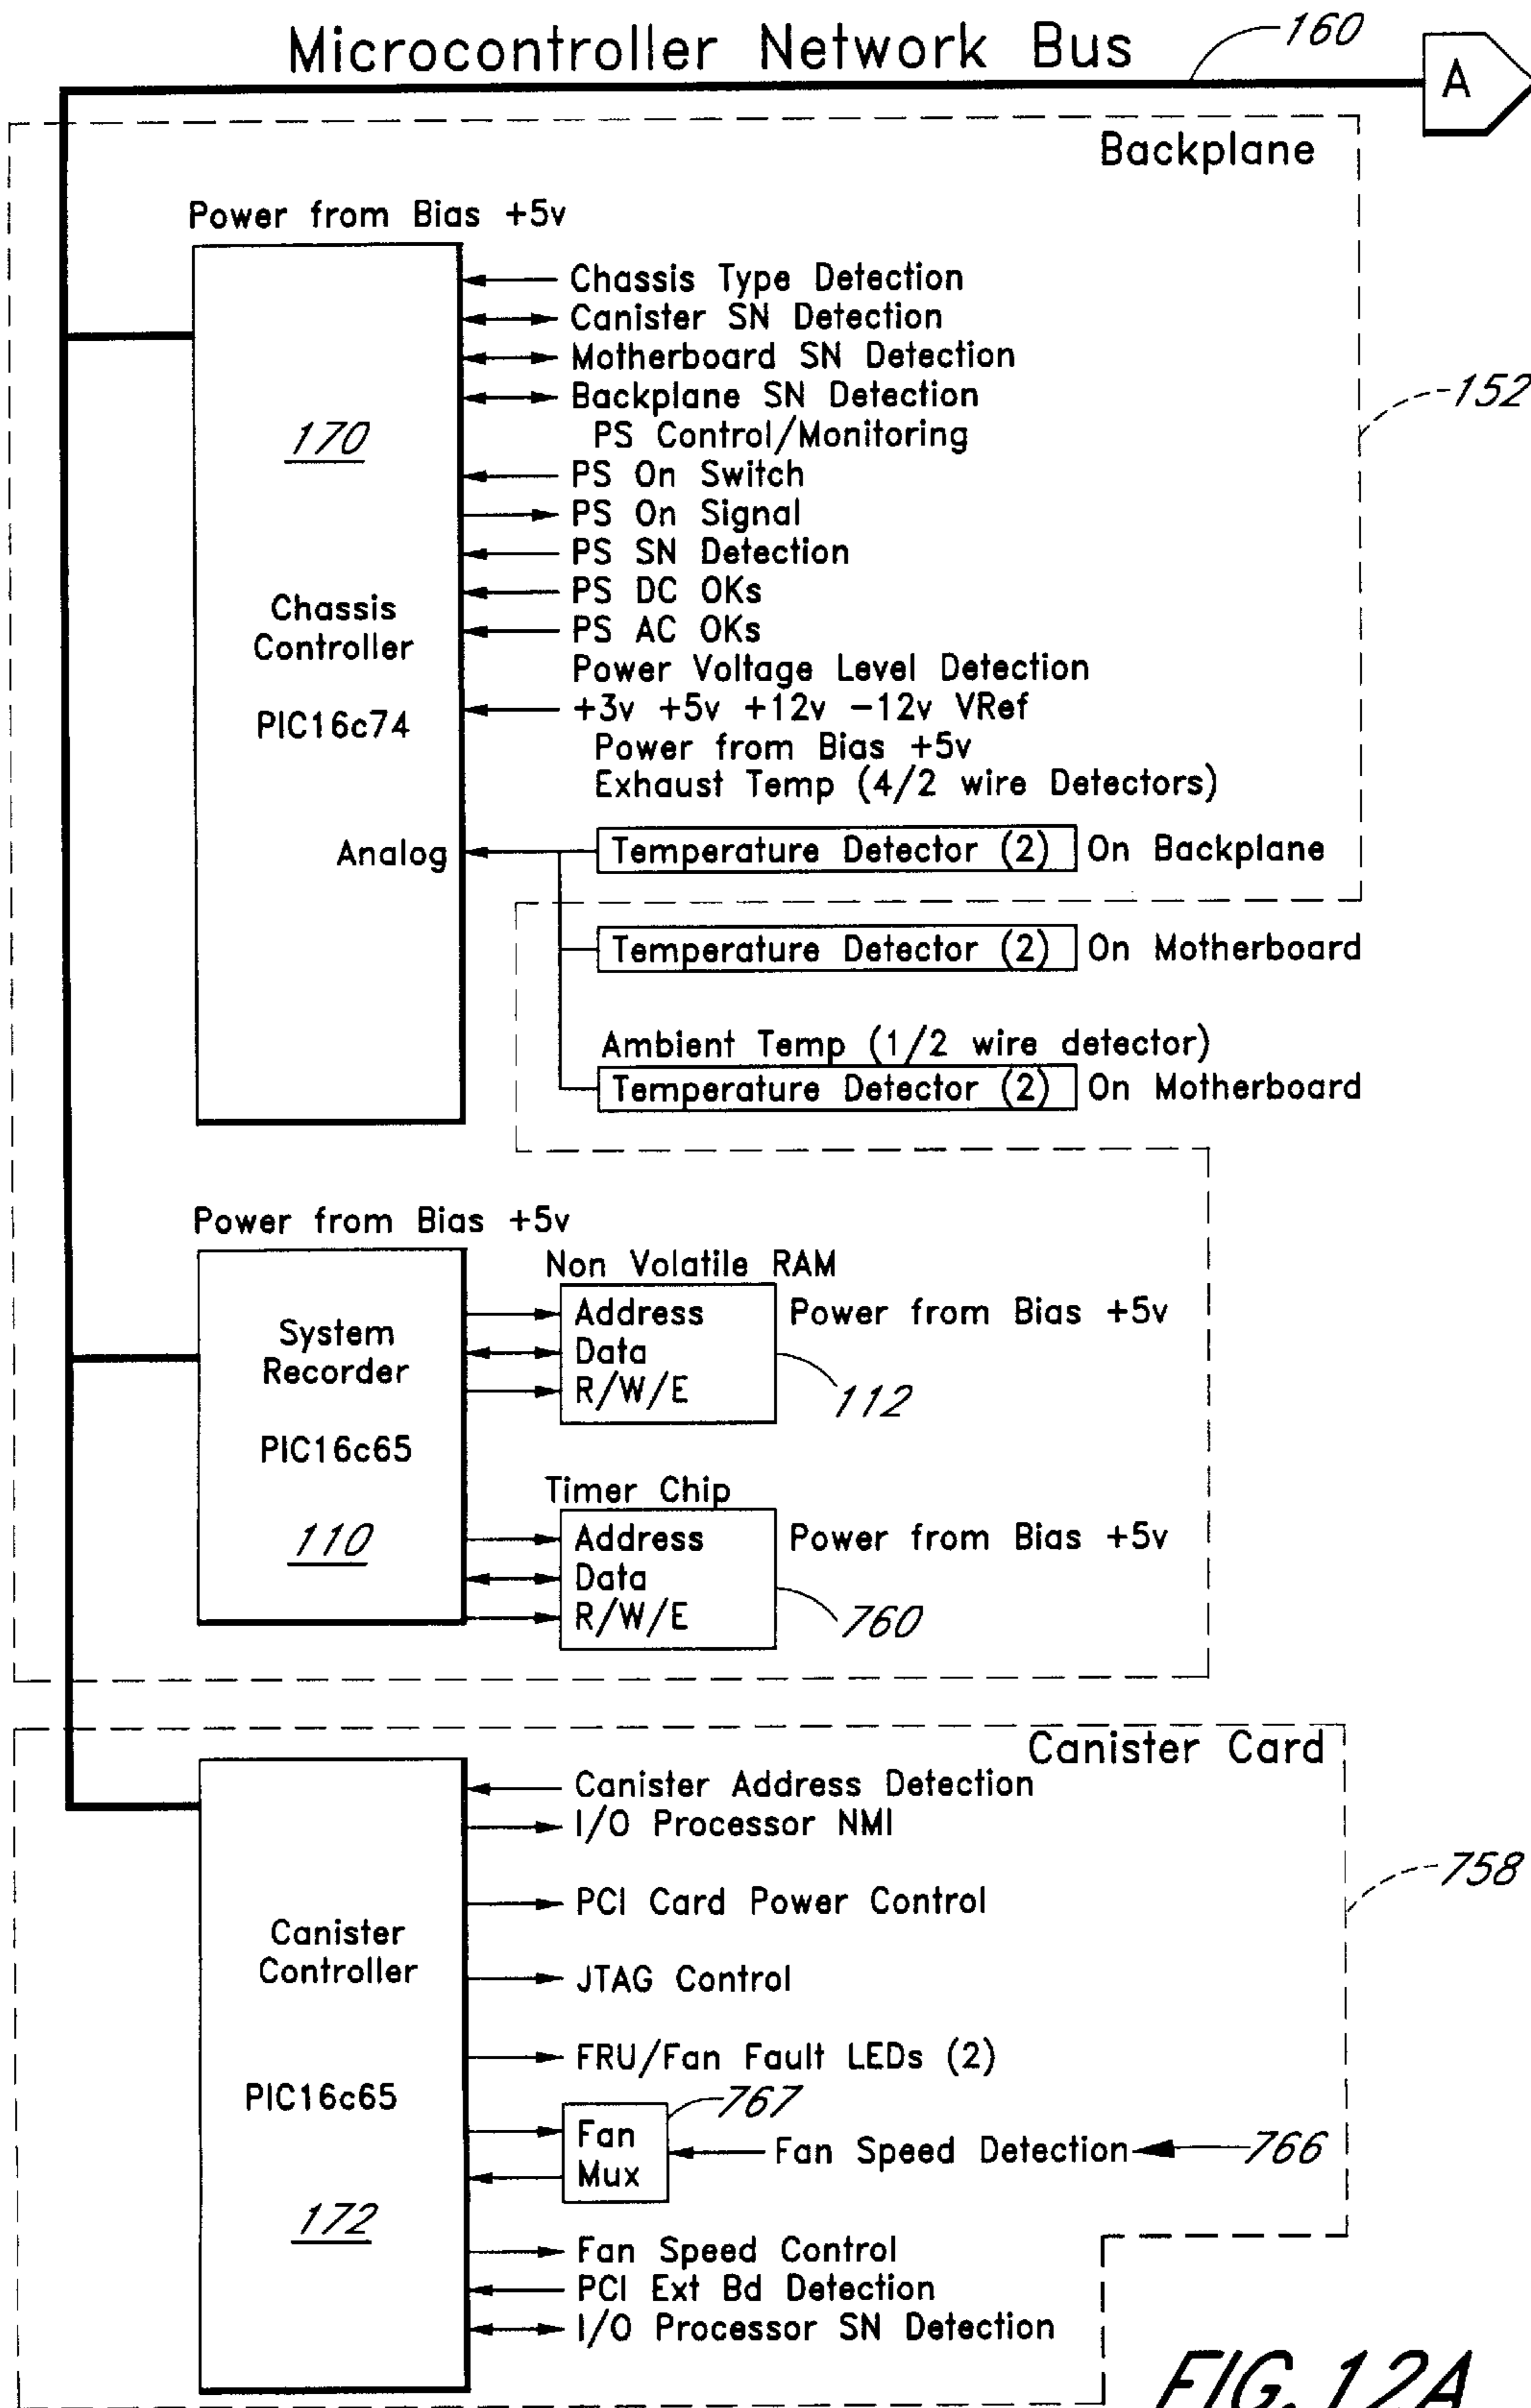 Microcontroller Network Bus
160
A
Backplane
Power from Bias +5v
Chassis Type Detection
Canister SN Detection
Motherboard SN Detection
Backplane SN Detection
152
170
PS Control/Monitoring
PS On Switch
PS On Signal
PS SN Detection
PS DC OKs
PS AC OKs
Chassis
Controller
PIC16c74
Power Voltage Level Detection
+3v +5v +12v -12v VRef
Power from Bias +5v
Exhaust Temp (4/2 wire Detectors)
Analog
Temperature Detector (2) On Backplane
Temperature Detector (2) On Motherboard
Ambient Temp (1/2 wire detector)
Temperature Detector (2) On Motherboard
Power from Bias +5v
System
Recorder
PIC16c65
110
Non Volatile RAM
Address
Data
R/W/E
Power from Bias +5v
112
Timer Chip
Address
Data
R/W/E
Power from Bias +5v
760
Canister Card
Canister Address Detection
I/O Processor NMI
PCI Card Power Control
758
Canister
Controller
JTAG Control
FRU/Fan Fault LEDs (2)
PIC16c65
767
Fan
Mux
Fan Speed Detection
766
172
Fan Speed Control
PCI Ext Bd Detection
I/O Processor SN Detection
FIG. 12A